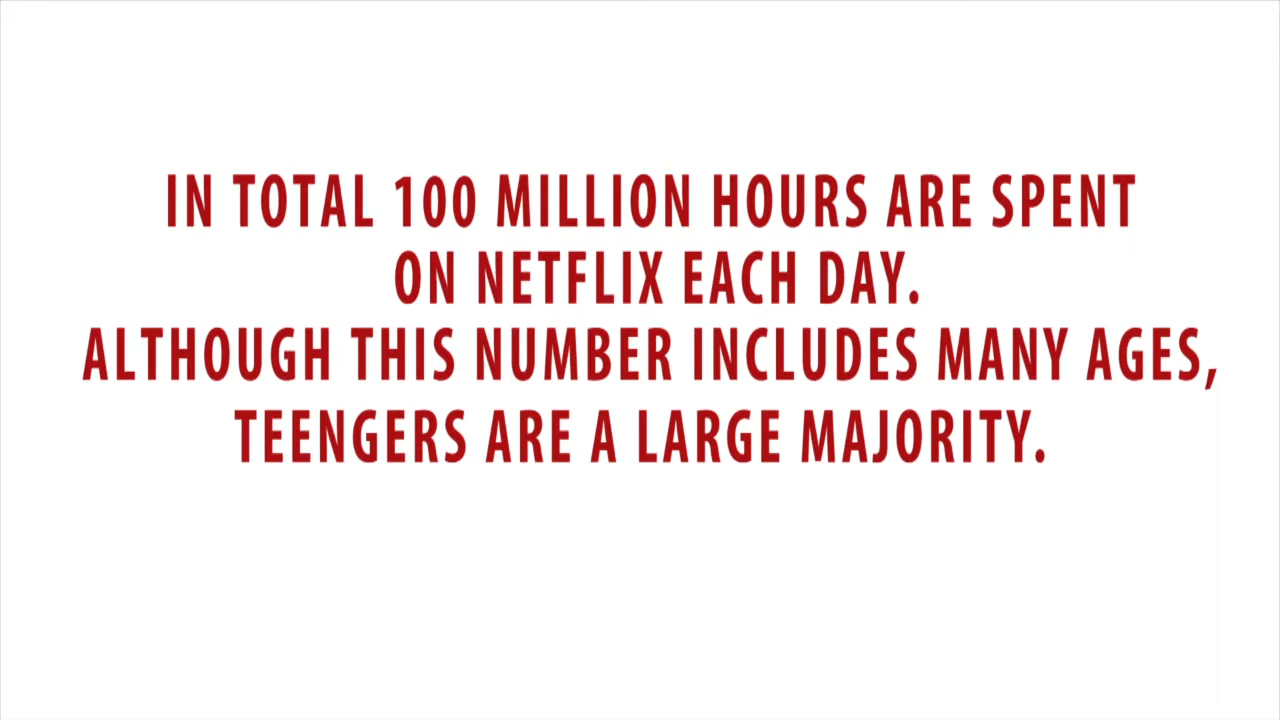 IN TOTAL 100 MILLION HOURS ARE SPENT
ON NETFLIX EACH DAY.
ALTHOUGH THIS NUMBER INCLUDES MANY AGES,
TEENGERS ARE A LARGE MAJORITY.